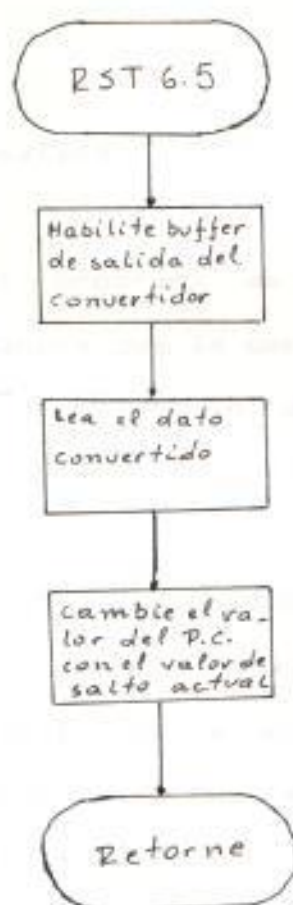 RST 6.5
Habilite buffer
de salida del
convertidor
Lea el dato
convertido
Cambie el va_
lor del P.C.
con el valor de
salto actual
Retorne